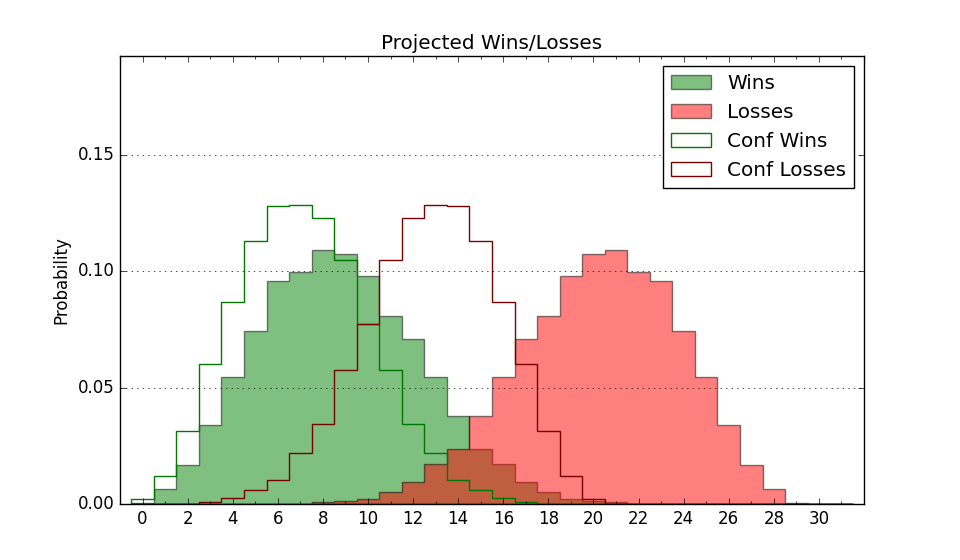 Projected Wins/Losses
Wins
Losses
Conf Wins
Conf Losses
Probability
0.15
0.10
0.05
0.00
0 2 4 6 8 10 12 14 16 18 20 22 24 26 28 30